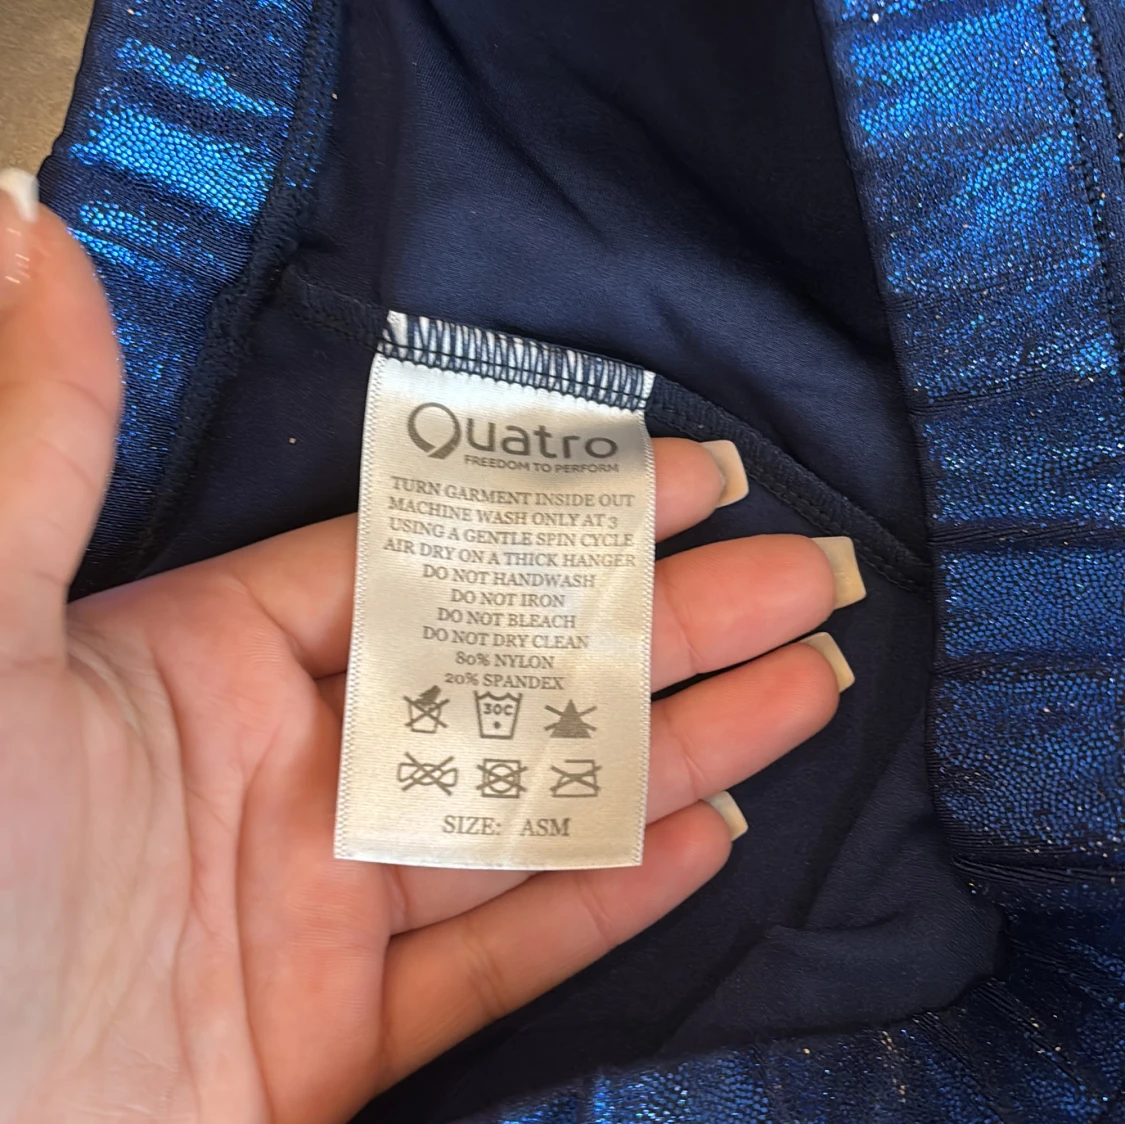 Quatro
FREEDOM TO PERFORM
TURN GARMENT INSIDE OUT
MACHINE WASH ONLY AT 3
USING A GENTLE SPIN CYCLE
AIR DRY ON A THICK HANGER
DO NOT HANDWASH
DO NOT IRON
DO NOT BLEACH
DO NOT DRY CLEAN
80% NYLON
20% SPANDEX
30C
SIZE: ASM